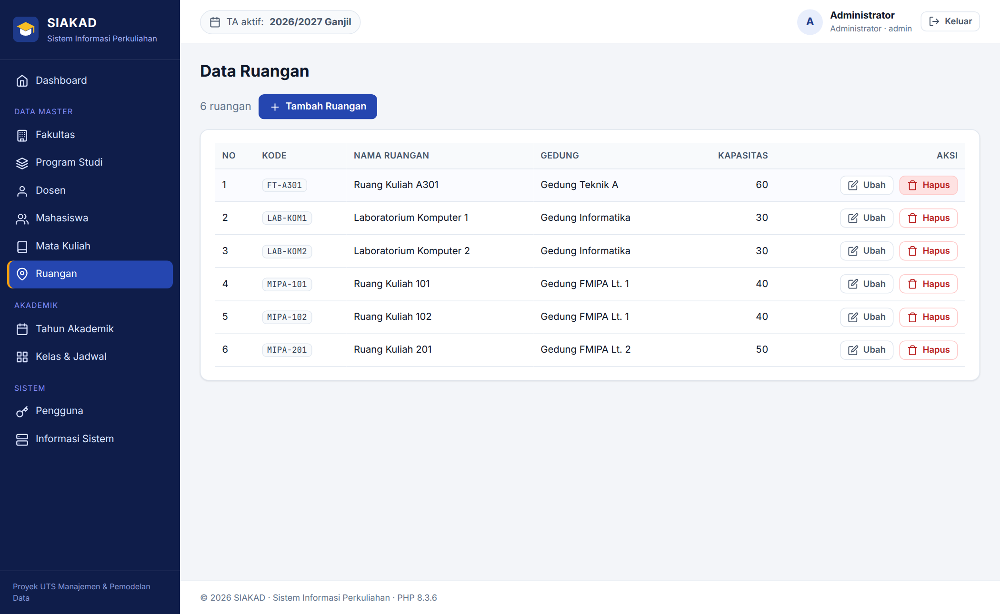 SIAKAD
Sistem Informasi Perkuliahan
Dashboard
DATA MASTER
Fakultas
Program Studi
Dosen
Mahasiswa
Mata Kuliah
Ruangan
AKADEMIK
Tahun Akademik
Kelas & Jadwal
SISTEM
Pengguna
Informasi Sistem
Proyek UTS Manajemen & Pemodelan
Data
TA aktif: 2026/2027 Ganjil
A
Administrator
Administrator · admin
Keluar
Data Ruangan
6 ruangan
Tambah Ruangan
NO KODE NAMA RUANGAN GEDUNG KAPASITAS AKSI
1 FT-A301 Ruang Kuliah A301 Gedung Teknik A 60 Ubah Hapus
2 LAB-KOM1 Laboratorium Komputer 1 Gedung Informatika 30 Ubah Hapus
3 LAB-KOM2 Laboratorium Komputer 2 Gedung Informatika 30 Ubah Hapus
4 MIPA-101 Ruang Kuliah 101 Gedung FMIPA Lt. 1 40 Ubah Hapus
5 MIPA-102 Ruang Kuliah 102 Gedung FMIPA Lt. 1 40 Ubah Hapus
6 MIPA-201 Ruang Kuliah 201 Gedung FMIPA Lt. 2 50 Ubah Hapus
© 2026 SIAKAD · Sistem Informasi Perkuliahan · PHP 8.3.6